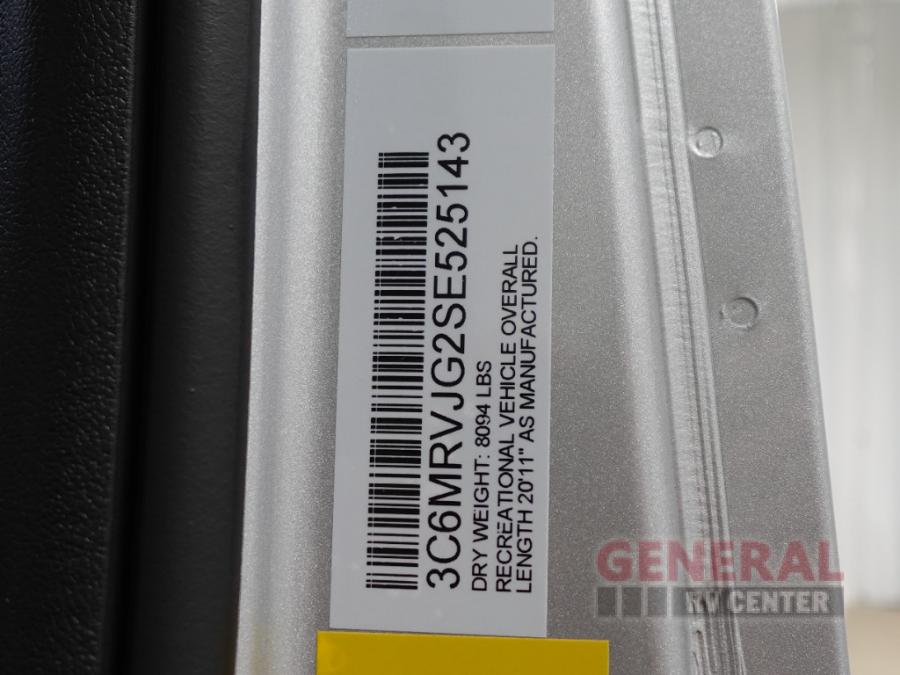 3C6MRVJG2SE525143
DRY WEIGHT: 8094 LBS
RECREATIONAL VEHICLE OVERALL
LENGTH 20'11" AS MANUFACTURED.
GENERAL
RV CENTER